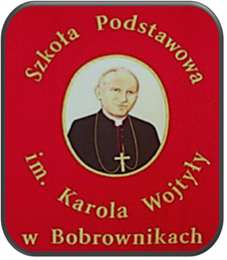 Szkoła Podstawowa
im. Karola Wojtyły
w Bobrownikach